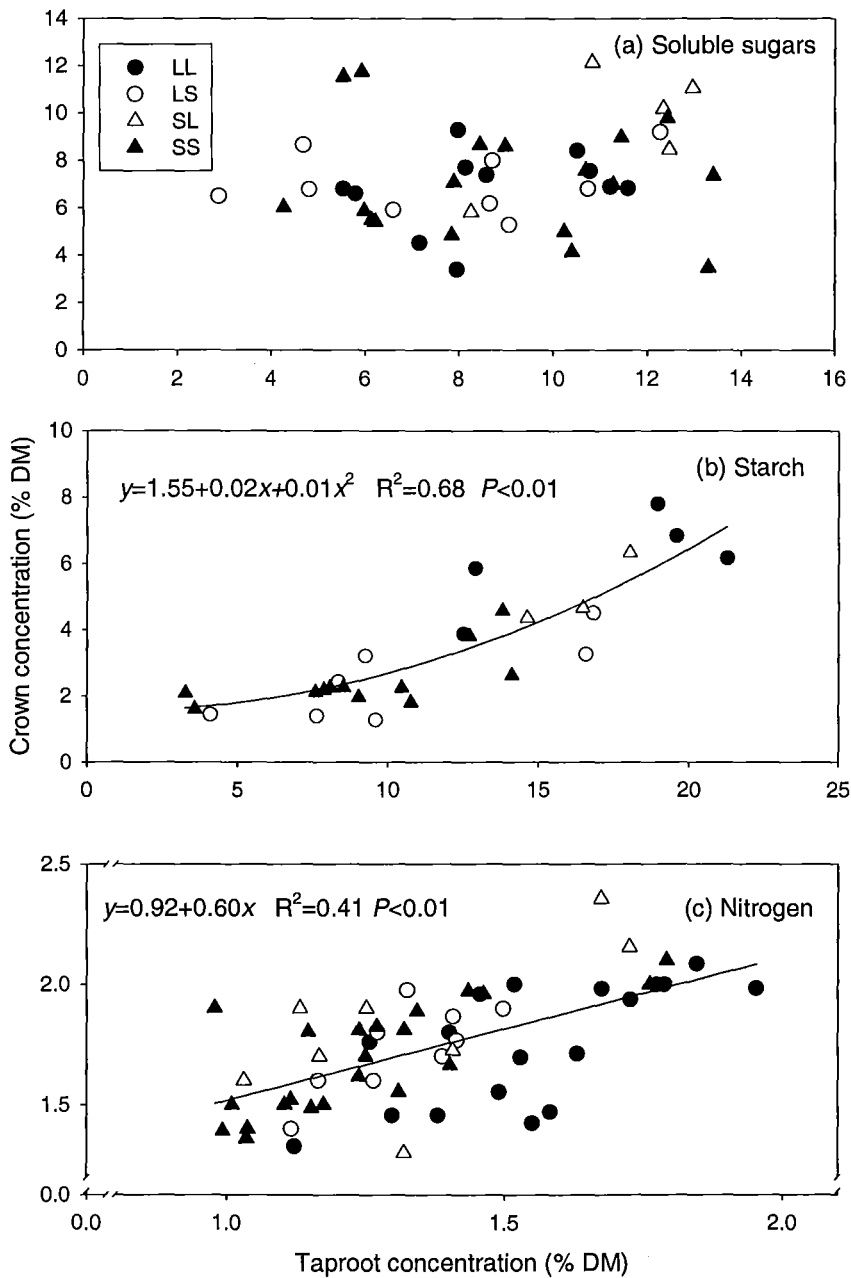 14
(a) Soluble sugars
12
LL
LS
SL
SS
10
8
6
4
2
0
0 2 4 6 8 10 12 14 16
Crown concentration (% DM)
10
(b) Starch
y=1.55+0.02x+0.01x² R²=0.68 P<0.01
8
6
4
2
0
0 5 10 15 20 25
2.5
y=0.92+0.60x R²=0.41 P<0.01 (c) Nitrogen
2.0
1.5
0.0
0.0 1.0 1.5 2.0
Taproot concentration (% DM)